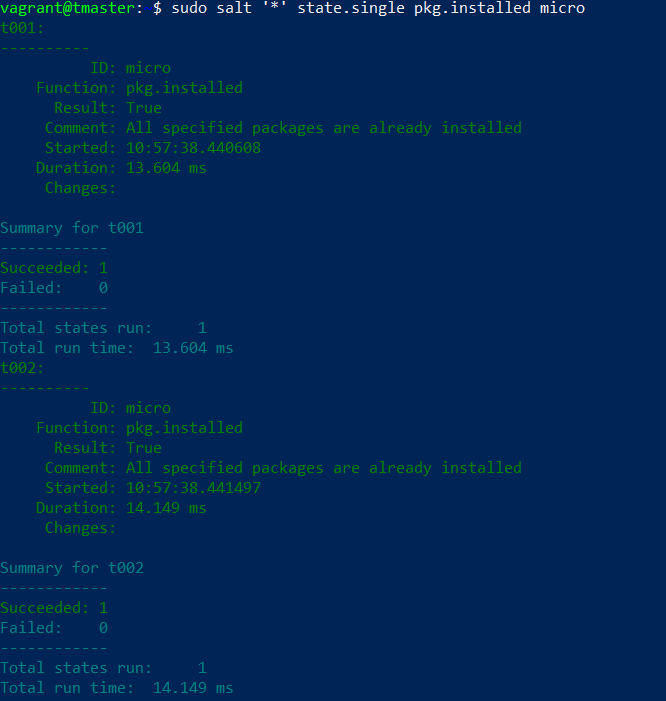 vagrant@tmaster:~$ sudo salt '*' state.single pkg.installed micro
t001:
----------
          ID: micro
    Function: pkg.installed
      Result: True
     Comment: All specified packages are already installed
     Started: 10:57:38.440608
    Duration: 13.604 ms
     Changes:

Summary for t001
------------
Succeeded: 1
Failed:    0
------------
Total states run:     1
Total run time:  13.604 ms
t002:
----------
          ID: micro
    Function: pkg.installed
      Result: True
     Comment: All specified packages are already installed
     Started: 10:57:38.441497
    Duration: 14.149 ms
     Changes:

Summary for t002
------------
Succeeded: 1
Failed:    0
------------
Total states run:     1
Total run time:  14.149 ms